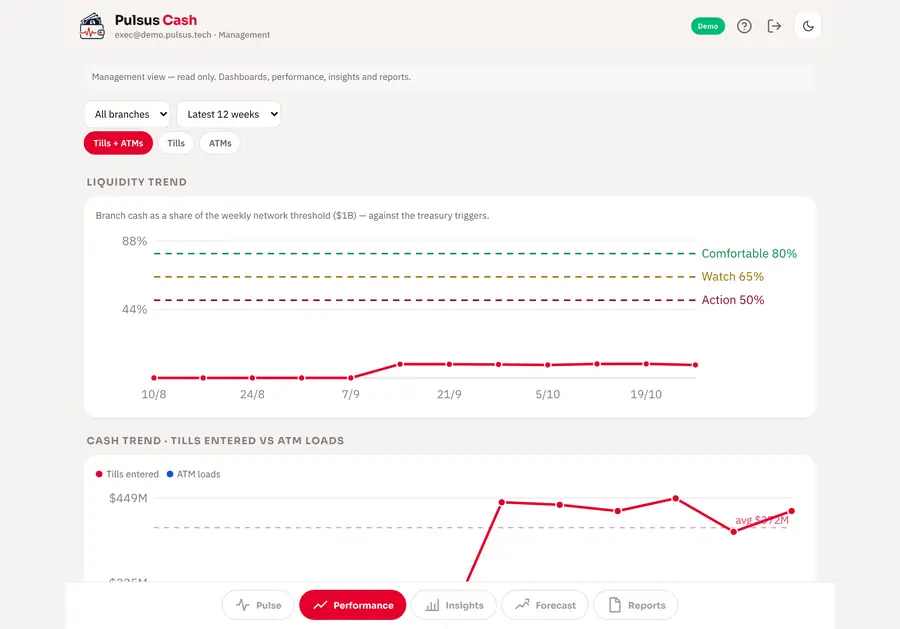 Pulsus Cash
exec@demo.pulsus.tech · Management
Demo
Management view — read only. Dashboards, performance, insights and reports.
All branches
Latest 12 weeks
Tills + ATMs
Tills
ATMs
LIQUIDITY TREND
Branch cash as a share of the weekly network threshold ($1B) — against the treasury triggers.
88%
Comfortable 80%
Watch 65%
Action 50%
44%
10/8
24/8
7/9
21/9
5/10
19/10
CASH TREND · TILLS ENTERED VS ATM LOADS
Tills entered
ATM loads
$449M
avg $372M
Pulse
Performance
Insights
Forecast
Reports